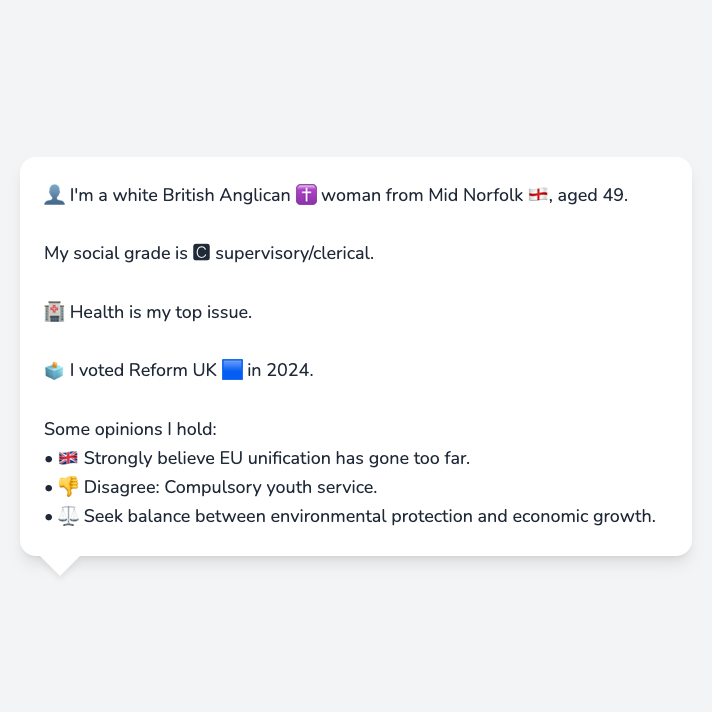 👤 I'm a white British Anglican ✝️ woman from Mid Norfolk 🏴󠁧󠁢󠁥󠁮󠁧󠁿, aged 49.
My social grade is 🅲 supervisory/clerical.
🏥 Health is my top issue.
🗳️ I voted Reform UK 🟦 in 2024.
Some opinions I hold:
• 🇬🇧 Strongly believe EU unification has gone too far.
• 👎 Disagree: Compulsory youth service.
• ⚖️ Seek balance between environmental protection and economic growth.